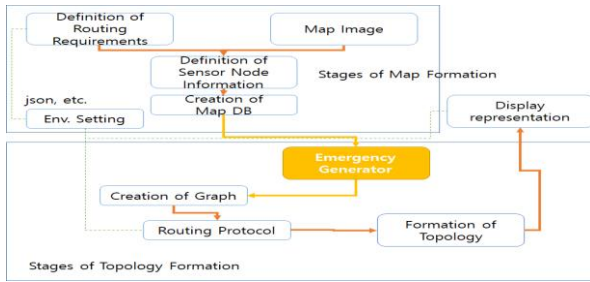 Definition of
Routing
Requirements
Map Image
Definition of
Sensor Node
Information
Stages of Map Formation
json, etc.
Env. Setting
Creation of
Map DB
Display
representation
Emergency
Generator
Creation of Graph
Routing Protocol
Formation of
Topology
Stages of Topology Formation